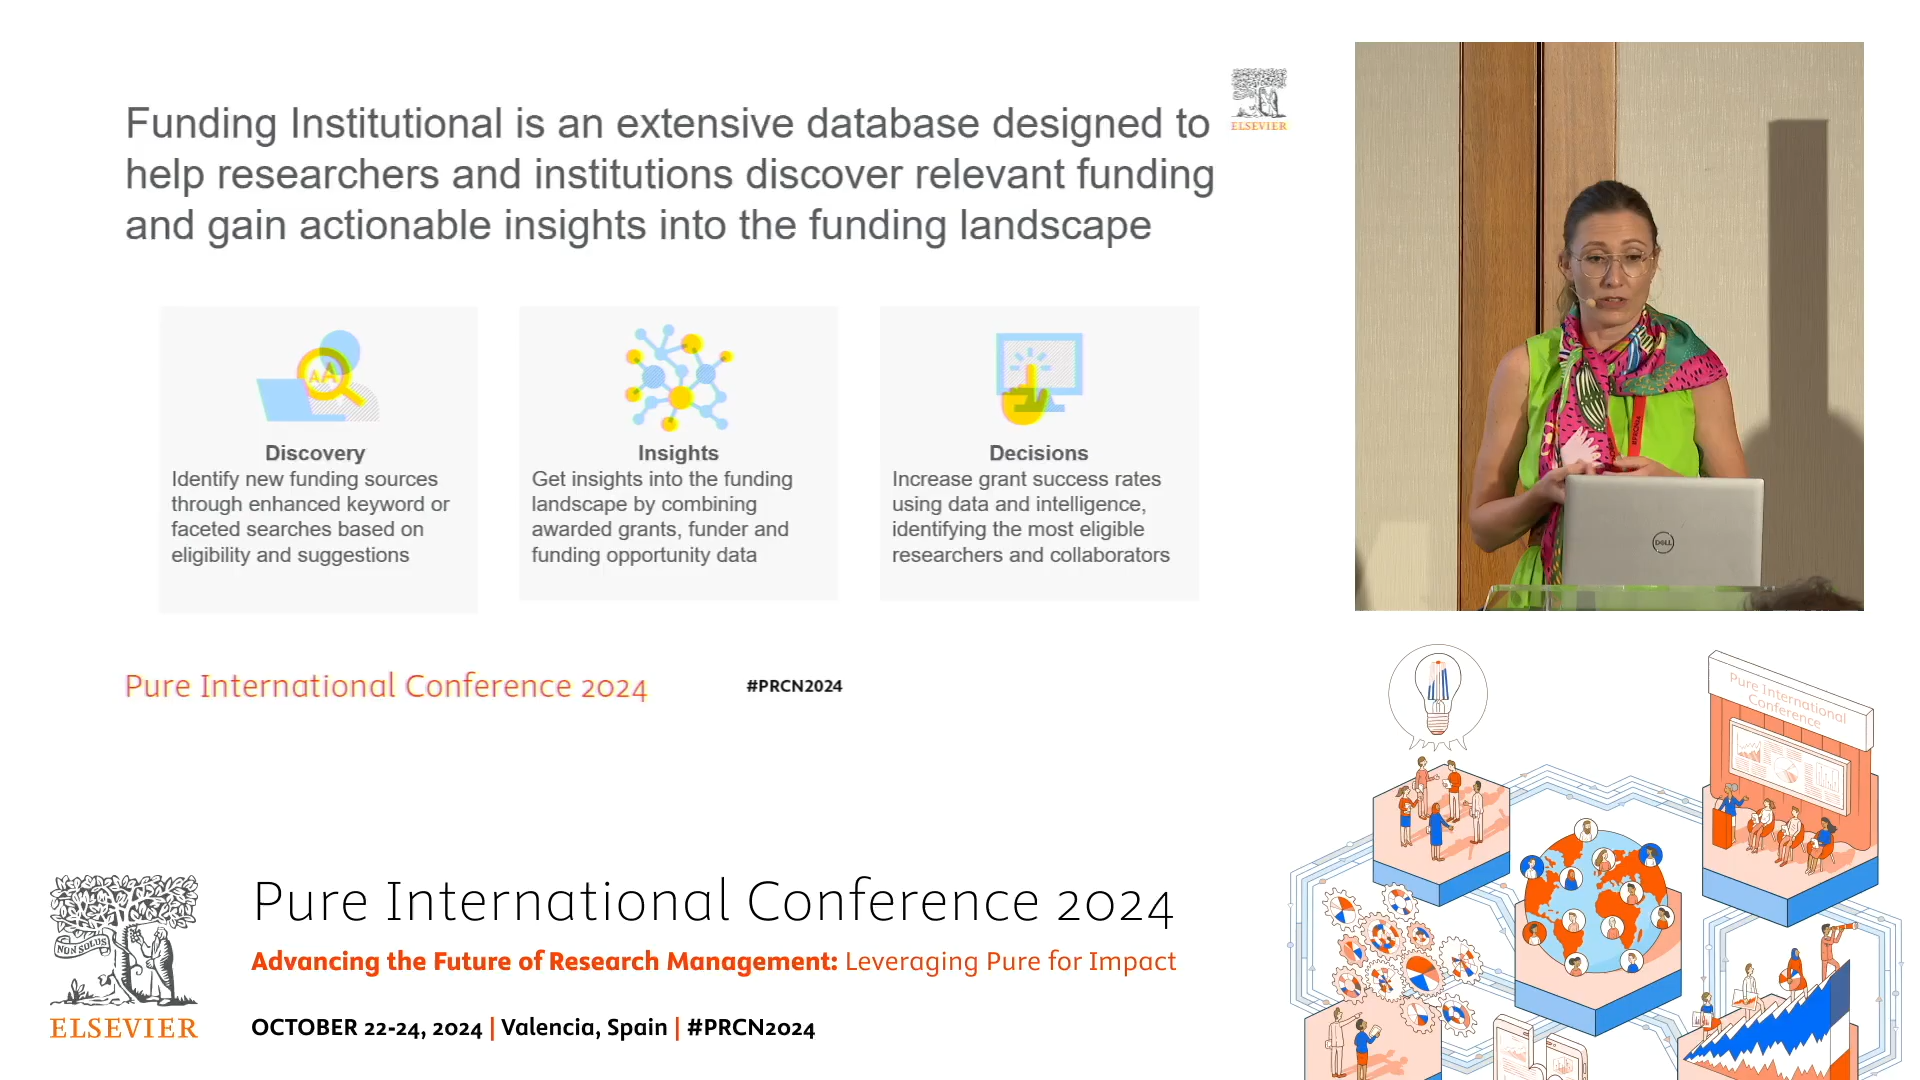 Funding Institutional is an extensive database designed to
help researchers and institutions discover relevant funding
and gain actionable insights into the funding landscape
ELSEVIER
Discovery
Identify new funding sources
through enhanced keyword or
faceted searches based on
eligibility and suggestions
Insights
Get insights into the funding
landscape by combining
awarded grants, funder and
funding opportunity data
Decisions
Increase grant success rates
using data and intelligence,
identifying the most eligible
researchers and collaborators
Pure International Conference 2024
#PRCN2024
#PRCN24
DELL
Pure International
Conference
NON SOLUS
ELSEVIER
Pure International Conference 2024
Advancing the Future of Research Management: Leveraging Pure for Impact
OCTOBER 22-24, 2024 | Valencia, Spain | #PRCN2024